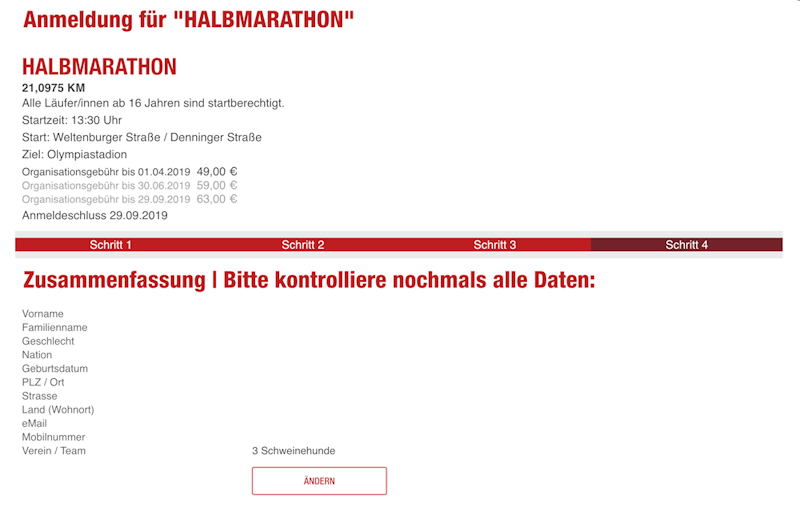 Anmeldung für "HALBMARATHON"
HALBMARATHON
21,0975 KM
Alle Läufer/innen ab 16 Jahren sind startberechtigt.
Startzeit: 13:30 Uhr
Start: Weltenburger Straße / Denninger Straße
Ziel: Olympiastadion
Organisationsgebühr bis 01.04.2019 49,00 €
Organisationsgebühr bis 30.06.2019 59,00 €
Organisationsgebühr bis 29.09.2019 63,00 €
Anmeldeschluss 29.09.2019
Schritt 1 Schritt 2 Schritt 3 Schritt 4
Zusammenfassung | Bitte kontrolliere nochmals alle Daten:
Vorname
Familienname
Geschlecht
Nation
Geburtsdatum
PLZ / Ort
Strasse
Land (Wohnort)
eMail
Mobilnummer
Verein / Team 3 Schweinehunde
ÄNDERN